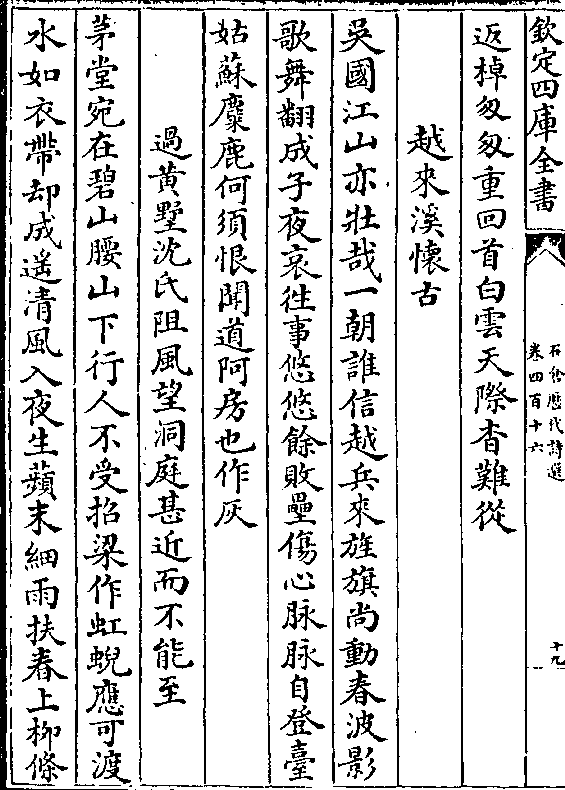 欽定四庫全書
石倉歷代詩選
卷四百十六
十九
返棹匆匆重回首白雲天際杳難從
越來溪懷古
吳國江山亦壯哉一朝誰信越兵來旌旗尚動春波影
歌舞翻成子夜哀徃事悠悠餘敗壘傷心脉脉自登臺
姑蘇麋鹿何須恨聞道阿房也作灰
過黄墅沈氏阻風望洞庭甚近而不能至
茅堂宛在碧山腰山下行人不受招梁作虹蜺應可渡
水如衣帶却成遙清風入夜生蘋末細雨扶春上柳條